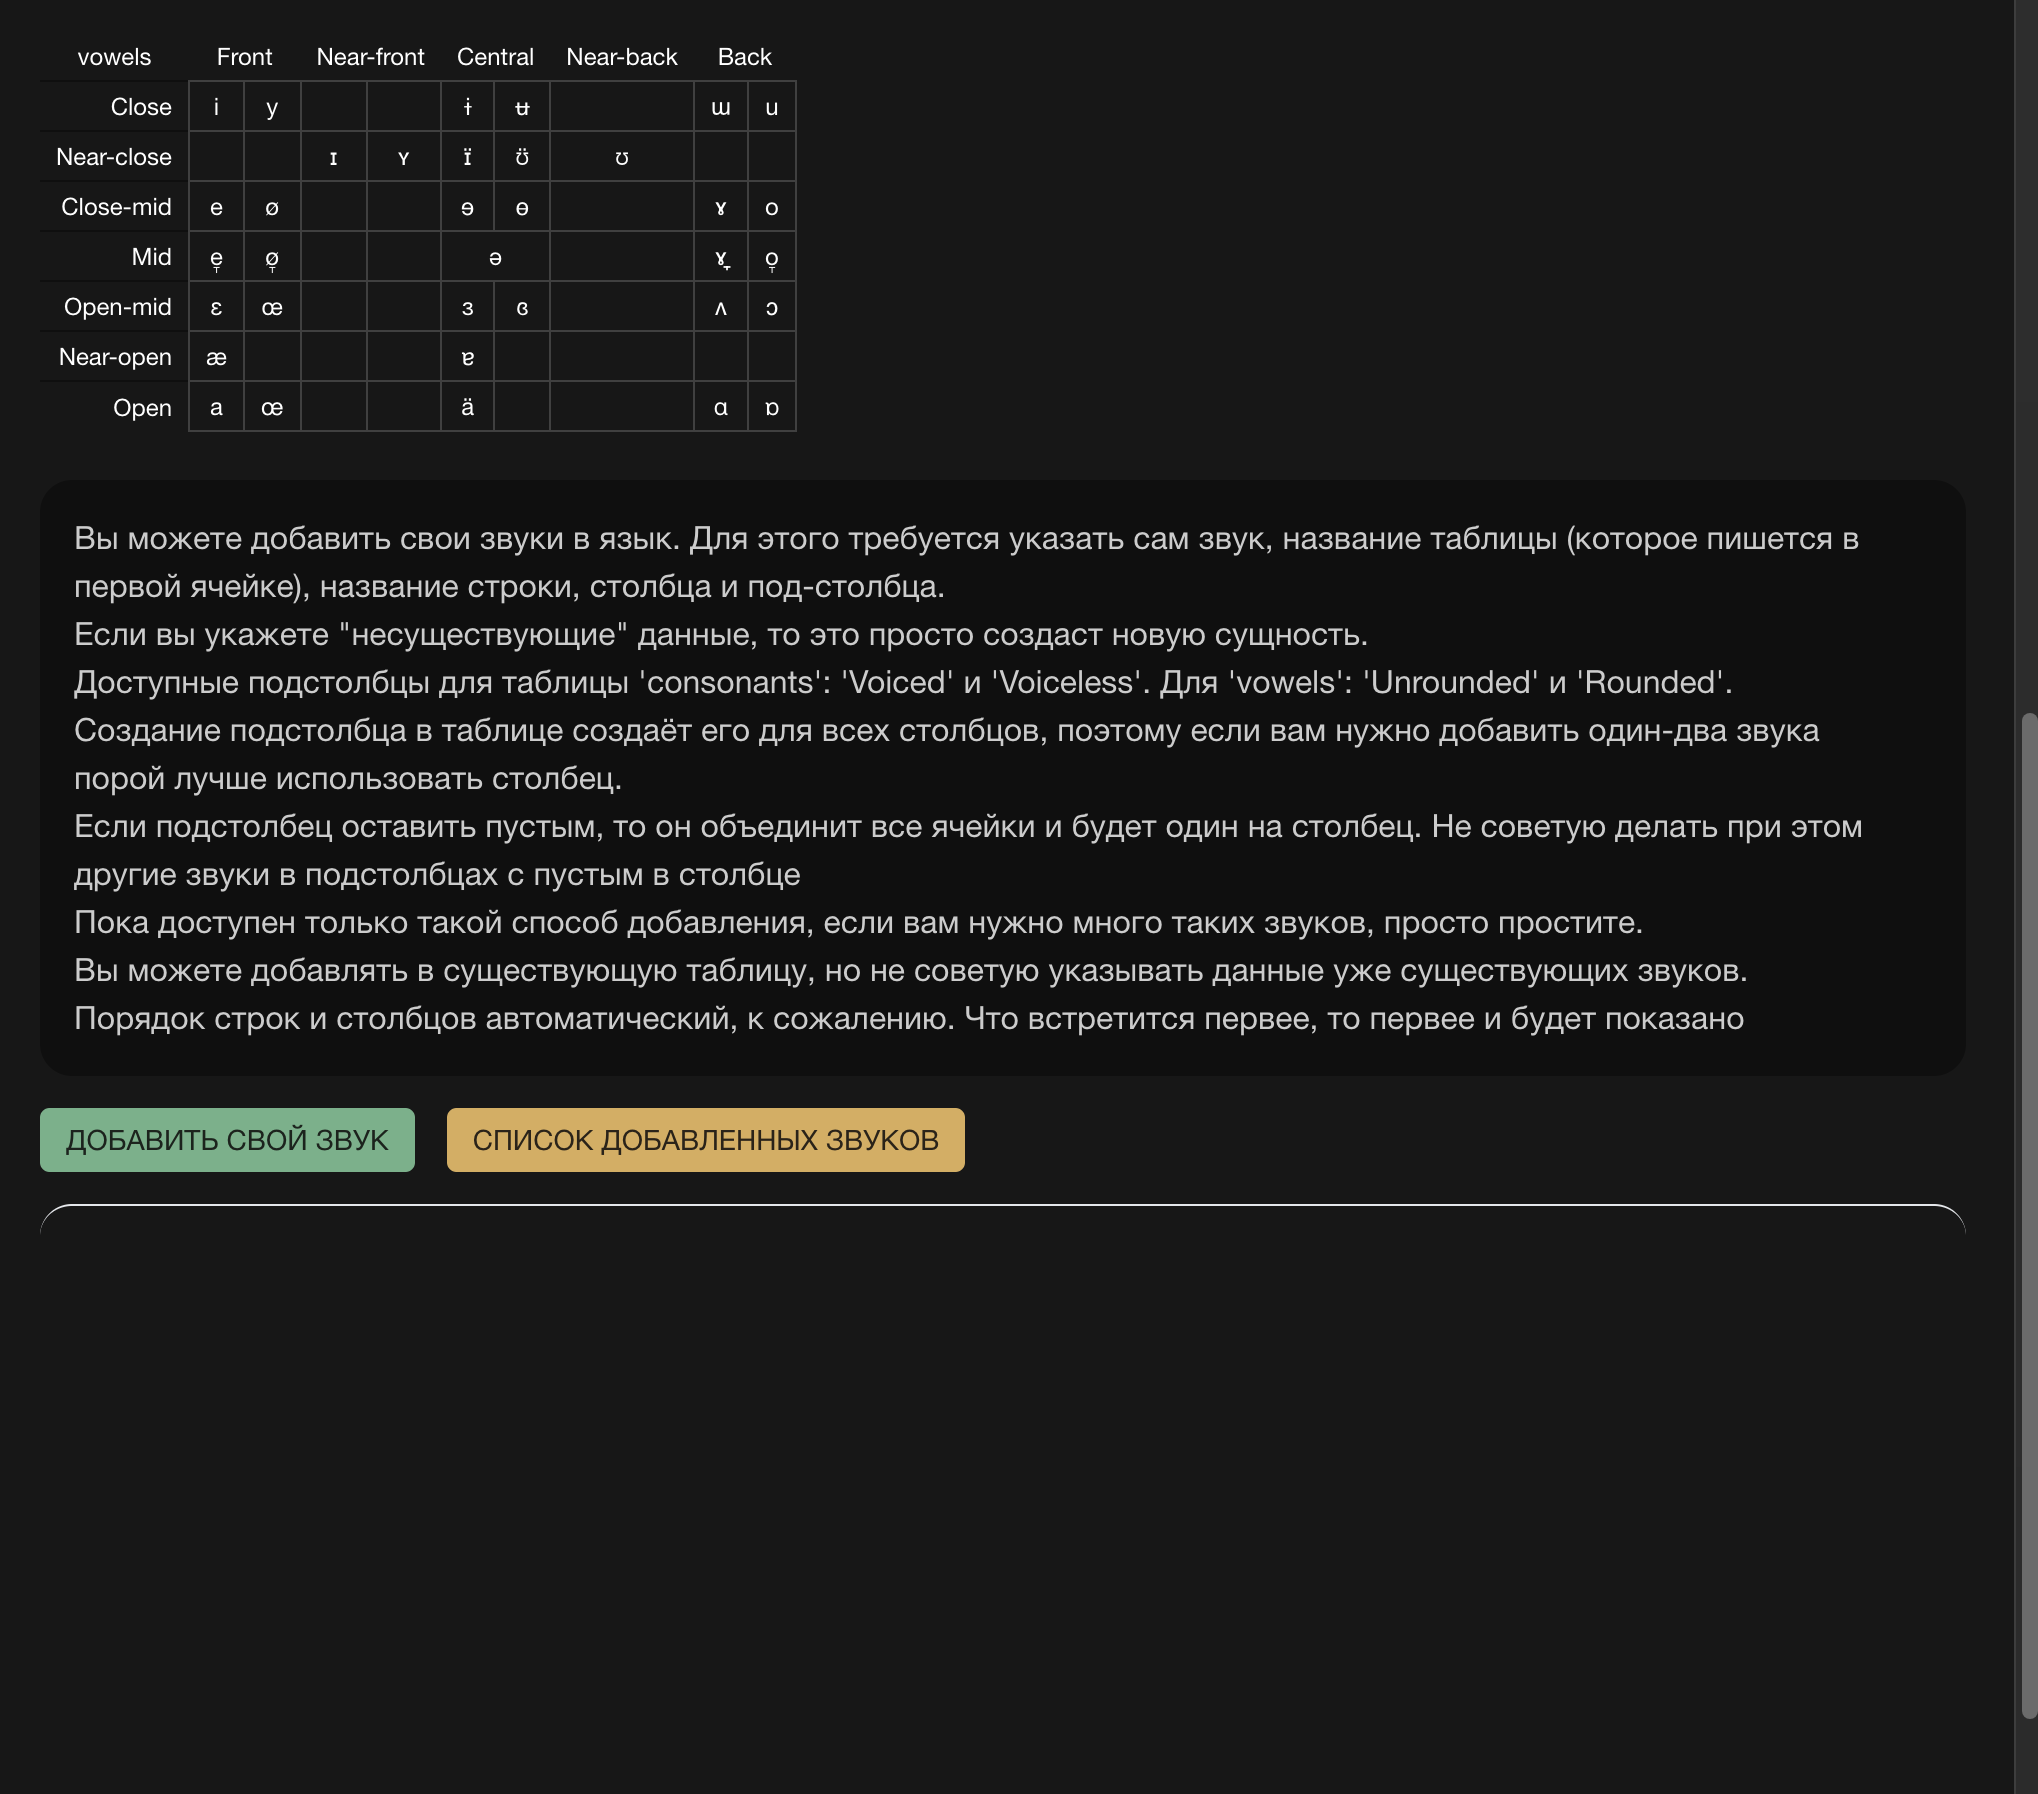 vowels Front Near-front Central Near-back Back
Close i y ɨ ʉ ɯ u
Near-close ɪ ʏ ɪ̈ ʊ̈ ʊ
Close-mid e ø ɘ ɵ ɤ o
Mid e̞ ø̞ ə ɤ̞ o̞
Open-mid ɛ œ ɜ ɞ ʌ ɔ
Near-open æ ɐ
Open a œ ä ɑ ɒ
Вы можете добавить свои звуки в язык. Для этого требуется указать сам звук, название таблицы (которое пишется в
первой ячейке), название строки, столбца и под-столбца.
Если вы укажете "несуществующие" данные, то это просто создаст новую сущность.
Доступные подстолбцы для таблицы 'consonants': 'Voiced' и 'Voiceless'. Для 'vowels': 'Unrounded' и 'Rounded'.
Создание подстолбца в таблице создаёт его для всех столбцов, поэтому если вам нужно добавить один-два звука
порой лучше использовать столбец.
Если подстолбец оставить пустым, то он объединит все ячейки и будет один на столбец. Не советую делать при этом
другие звуки в подстолбцах с пустым в столбце
Пока доступен только такой способ добавления, если вам нужно много таких звуков, просто простите.
Вы можете добавлять в существующую таблицу, но не советую указывать данные уже существующих звуков.
Порядок строк и столбцов автоматический, к сожалению. Что встретится первее, то первее и будет показано
ДОБАВИТЬ СВОЙ ЗВУК СПИСОК ДОБАВЛЕННЫХ ЗВУКОВ